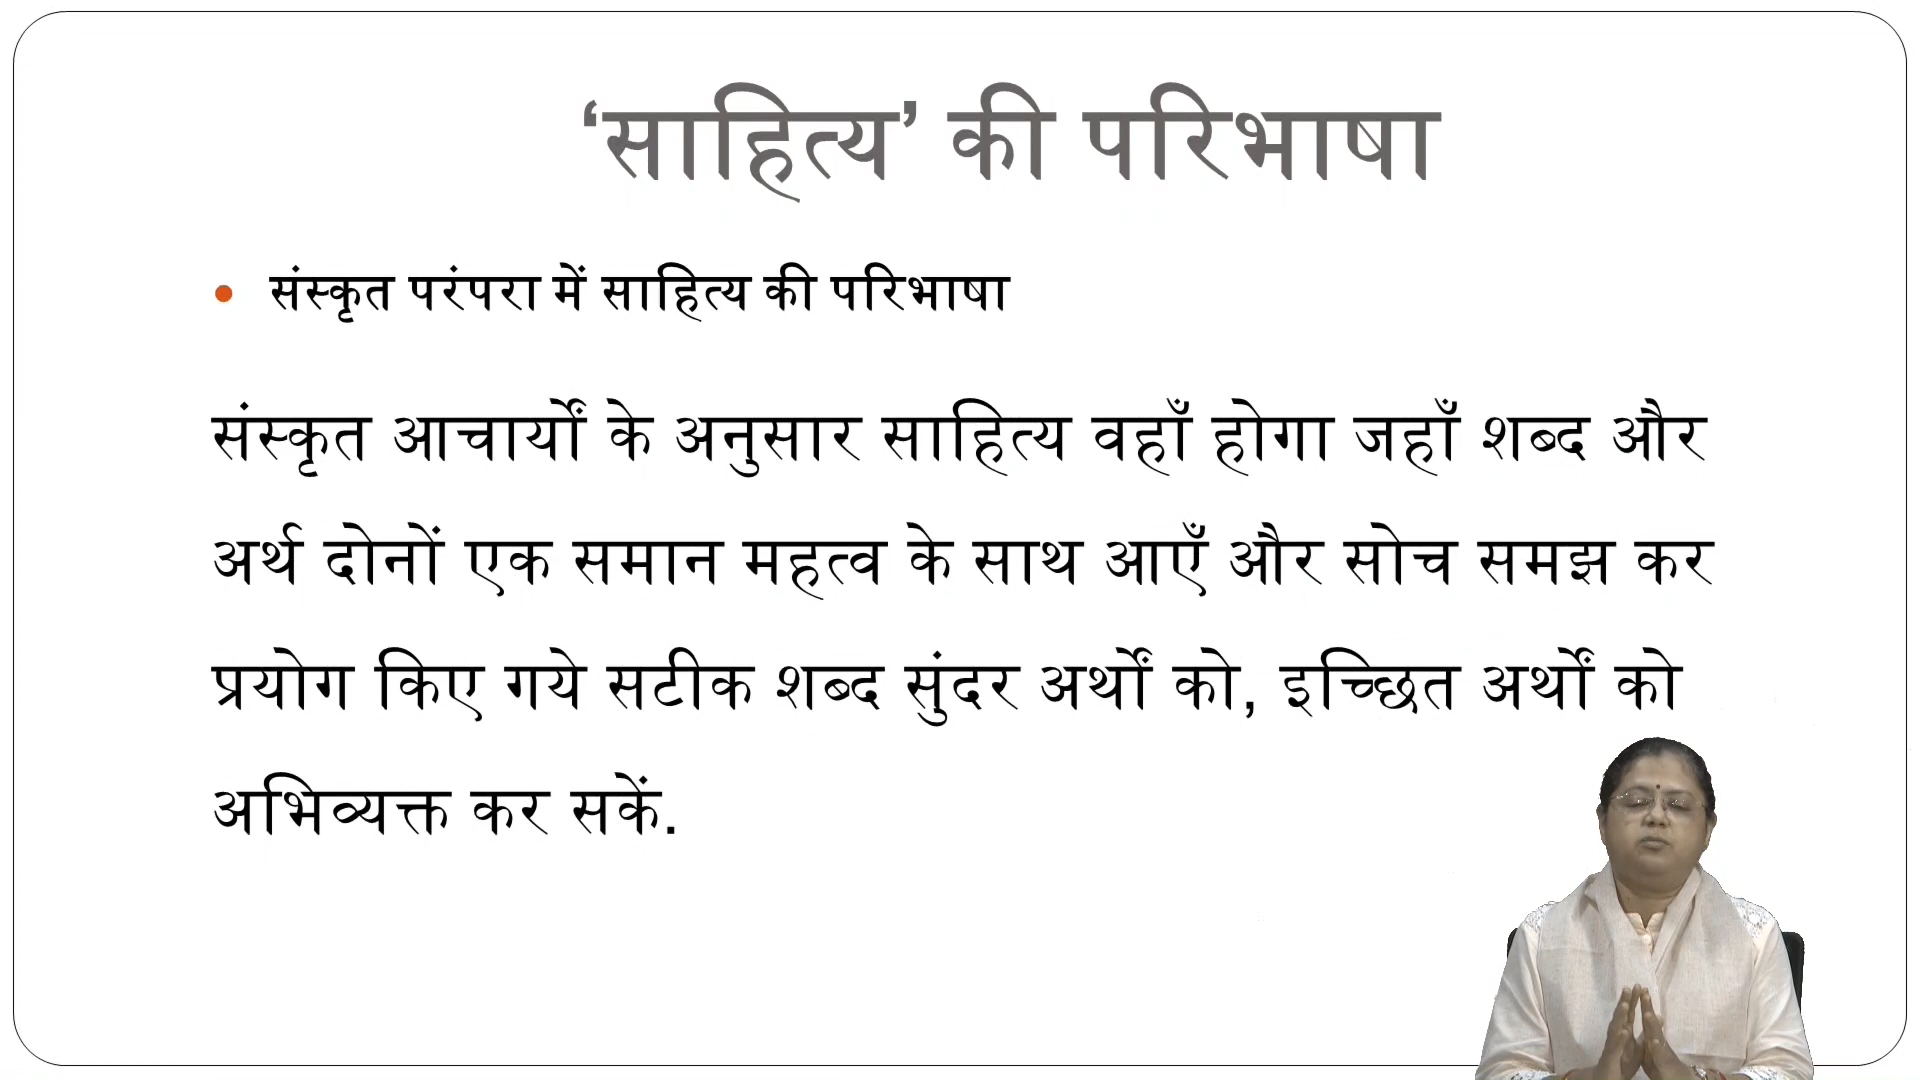 ‘साहित्य’ की परिभाषा
• संस्कृत परंपरा में साहित्य की परिभाषा
संस्कृत आचार्यों के अनुसार साहित्य वहाँ होगा जहाँ शब्द और
अर्थ दोनों एक समान महत्व के साथ आएँ और सोच समझ कर
प्रयोग किए गये सटीक शब्द सुंदर अर्थों को, इच्छित अर्थों को
अभिव्यक्त कर सकें.